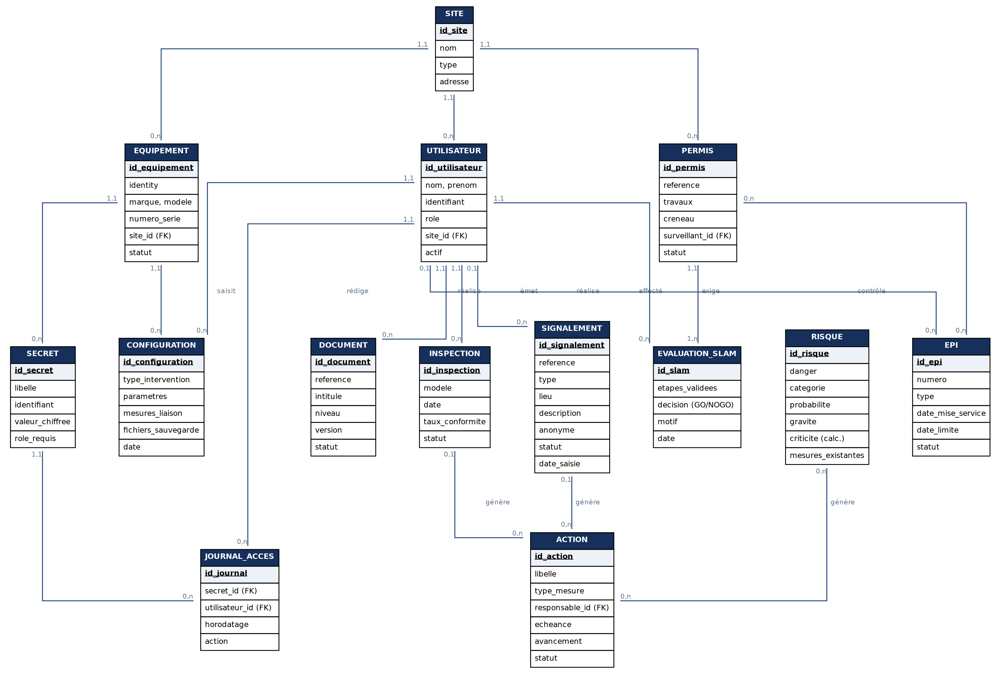 SITE
id_site
nom
type
adresse
1,1
1,1
1,1
0,n
0,n
0,n
EQUIPEMENT
id_equipement
identity
marque, modele
numero_serie
site_id (FK)
statut
UTILISATEUR
id_utilisateur
nom, prenom
identifiant
role
site_id (FK)
actif
PERMIS
id_permis
reference
travaux
creneau
surveillant_id (FK)
statut
1,1
1,1
1,1
1,1
0,n
1,1
0,1
1,1
1,1
0,1
1,1
saisit
rédige
réalise
émet
réalise
affecté
exige
contrôle
0,n
0,n
0,n
0,n
0,n
0,n
0,n
1,n
0,n
0,n
SECRET
id_secret
libelle
identifiant
valeur_chiffree
role_requis
CONFIGURATION
id_configuration
type_intervention
parametres
mesures_liaison
fichiers_sauvegarde
date
DOCUMENT
id_document
reference
intitule
niveau
version
statut
INSPECTION
id_inspection
modele
date
taux_conformite
statut
SIGNALEMENT
id_signalement
reference
type
lieu
description
anonyme
statut
date_saisie
EVALUATION_SLAM
id_slam
etapes_validees
decision (GO/NOGO)
motif
date
RISQUE
id_risque
danger
categorie
probabilite
gravite
criticite (calc.)
mesures_existantes
EPI
id_epi
numero
type
date_mise_service
date_limite
statut
1,1
0,1
0,1
0,n
génère
génère
génère
0,n
0,n
0,n
0,n
0,n
JOURNAL_ACCES
id_journal
secret_id (FK)
utilisateur_id (FK)
horodatage
action
ACTION
id_action
libelle
type_mesure
responsable_id (FK)
echeance
avancement
statut